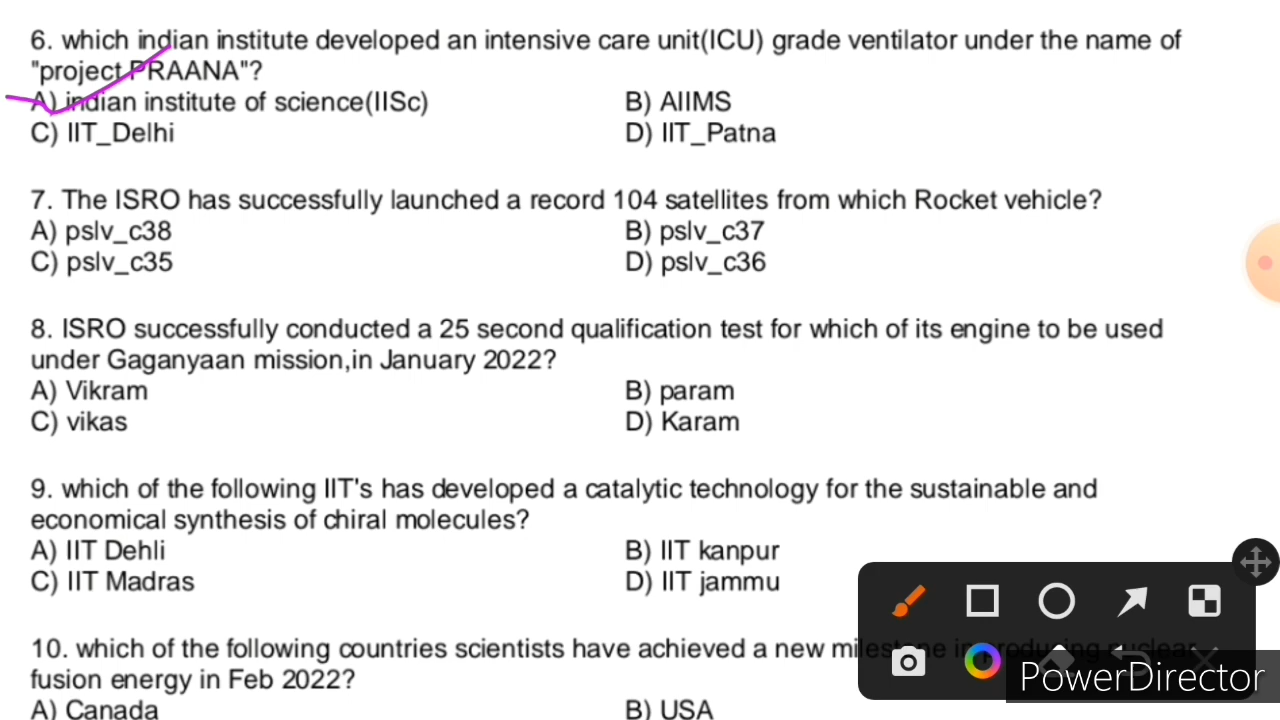 6. which indian institute developed an intensive care unit(ICU) grade ventilator under the name of
"project PRAANA"?
A) indian institute of science(IISc) B) AIIMS
C) IIT_Delhi D) IIT_Patna
7. The ISRO has successfully launched a record 104 satellites from which Rocket vehicle?
A) pslv_c38 B) pslv_c37
C) pslv_c35 D) pslv_c36
8. ISRO successfully conducted a 25 second qualification test for which of its engine to be used
under Gaganyaan mission,in January 2022?
A) Vikram B) param
C) vikas D) Karam
9. which of the following IIT's has developed a catalytic technology for the sustainable and
economical synthesis of chiral molecules?
A) IIT Dehli B) IIT kanpur
C) IIT Madras D) IIT jammu
10. which of the following countries scientists have achieved a new milestone in producing nuclear
fusion energy in Feb 2022?
A) Canada B) USA
PowerDirector